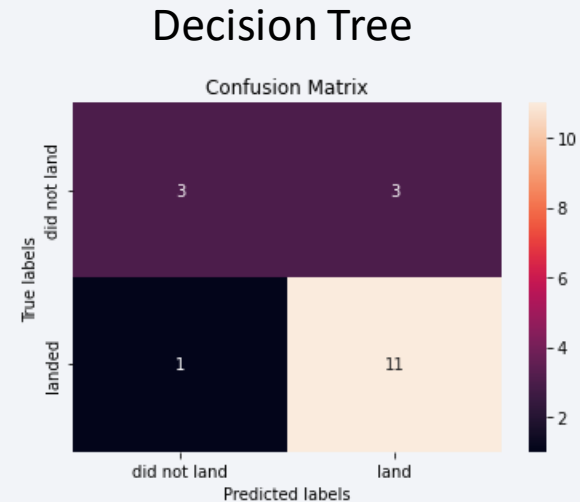 Decision Tree
Confusion Matrix
True labels
did not land
landed
3
3
1
11
10
8
6
4
2
did not land
land
Predicted labels